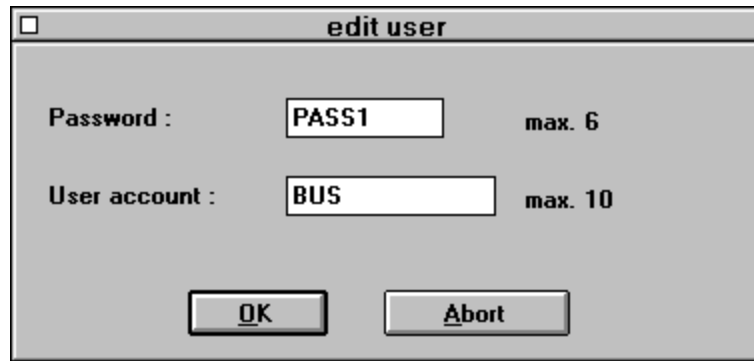 edit user
Password : PASS1 max. 6
User account : BUS max. 10
OK Abort